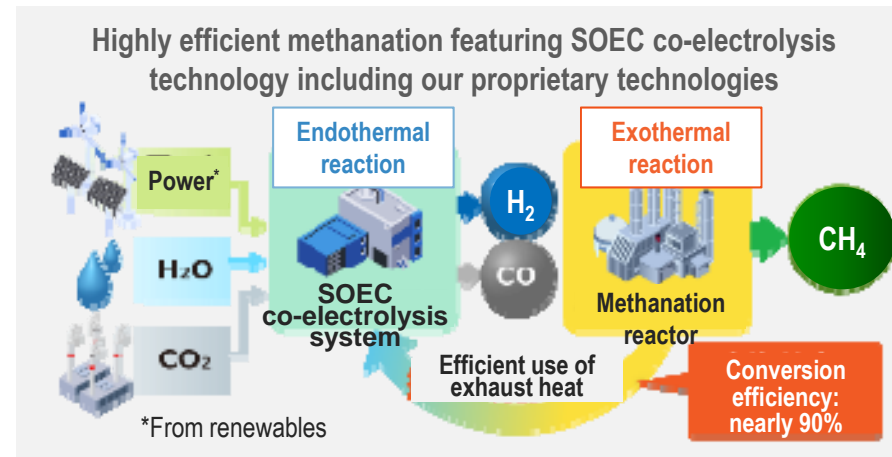 Highly efficient methanation featuring SOEC co-electrolysis
technology including our proprietary technologies
Endothermal
reaction
Exothermal
reaction
Power*
H₂O
CO₂
SOEC
co-electrolysis
system
H₂
CO
Methanation
reactor
CH₄
Efficient use of
exhaust heat
Conversion
efficiency:
nearly 90%
*From renewables